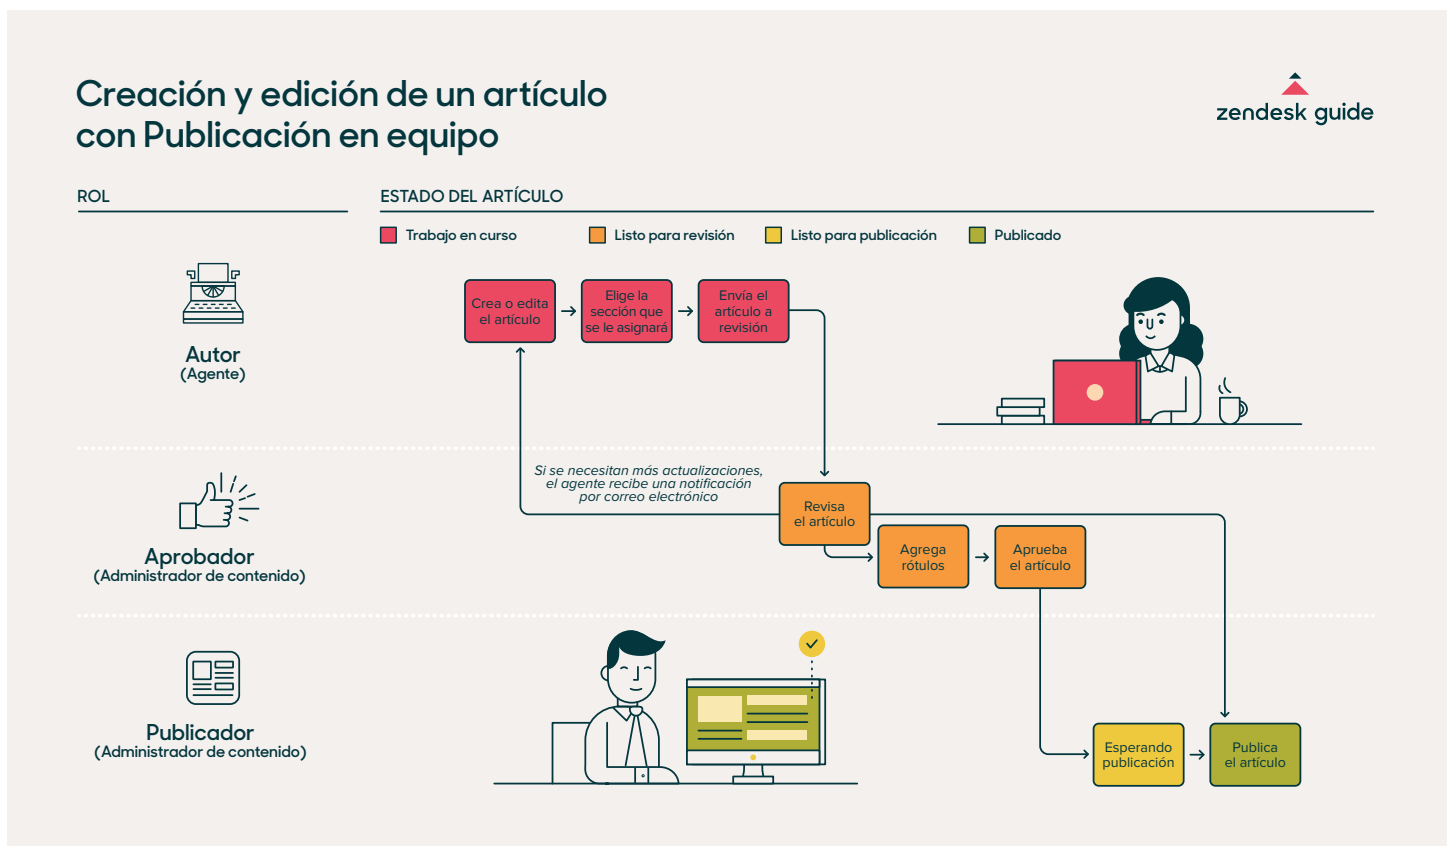 Creación y edición de un artículo
con Publicación en equipo
zendesk guide
ROL
ESTADO DEL ARTÍCULO
Trabajo en curso
Listo para revisión
Listo para publicación
Publicado
Autor
(Agente)
Crea o edita
el artículo
Elige la
sección que
se le asignará
Envía el
artículo a
revisión
Si se necesitan más actualizaciones,
el agente recibe una notificación
por correo electrónico
Aprobador
(Administrador de contenido)
Revisa
el artículo
Agrega
rótulos
Aprueba
el artículo
Publicador
(Administrador de contenido)
Esperando
publicación
Publica
el artículo